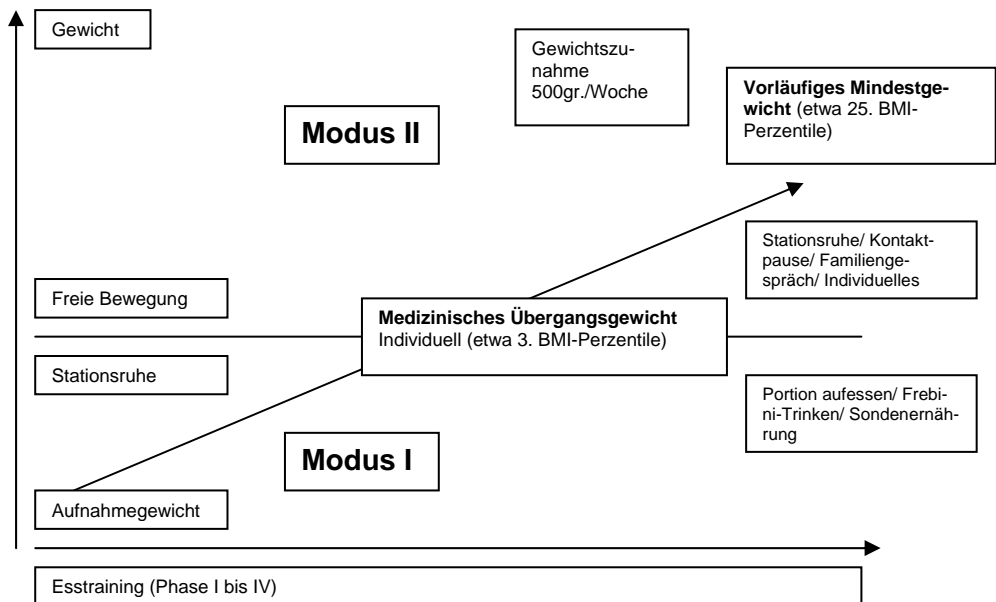 Gewicht
Gewichtszu-
nahme
500gr./Woche
Vorläufiges Mindestge-
wicht (etwa 25. BMI-
Perzentile)
Modus II
Stationsruhe/ Kontakt-
pause/ Familienge-
spräch/ Individuelles
Freie Bewegung
Medizinisches Übergangsgewicht
Individuell (etwa 3. BMI-Perzentile)
Stationsruhe
Portion aufessen/ Frebi-
ni-Trinken/ Sondenernäh-
rung
Modus I
Aufnahmegewicht
Esstraining (Phase I bis IV)